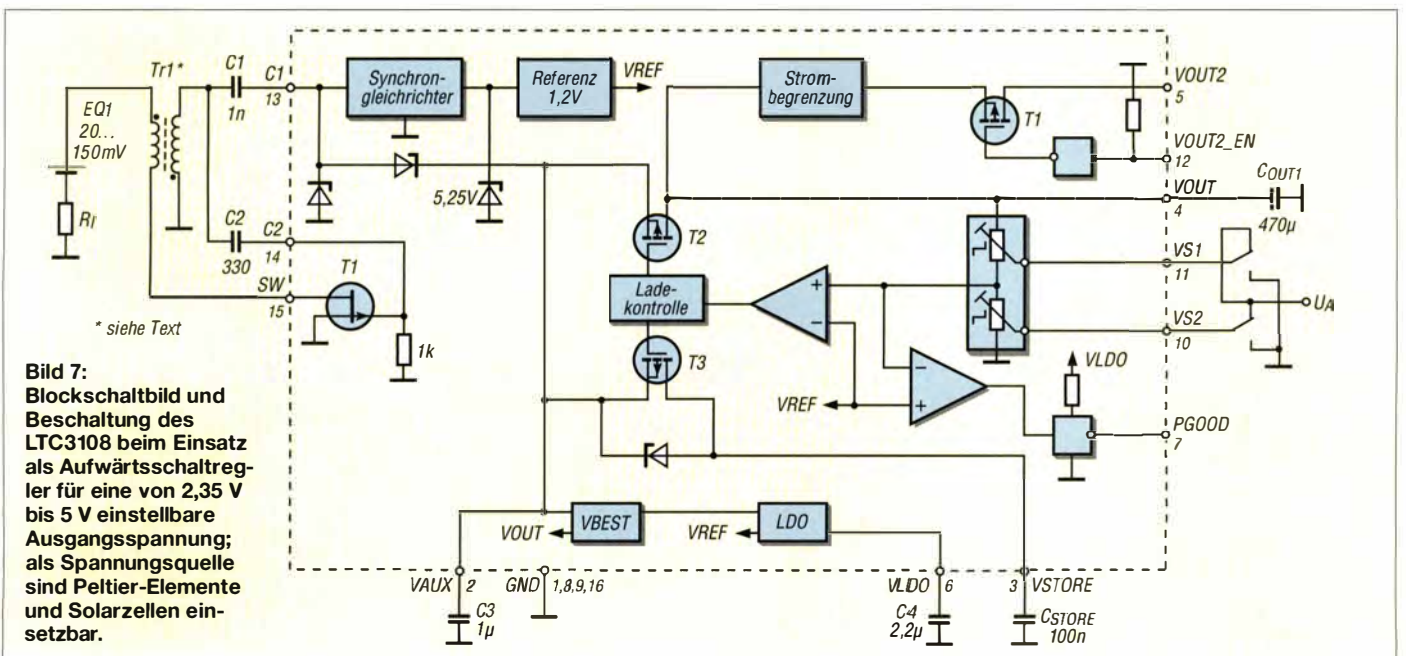 Tr1*
C1
1n
C1
13
EQ1
20...
150mV
RI
C2
330
C2
14
SW
15
T1
1k
* siehe Text
Synchron-
gleichrichter
Referenz
1,2V
VREF
5,25V
Strom-
begrenzung
T1
VOUT2
5
VOUT2_EN
12
VOUT
4
COUT1
470µ
VS1
11
VS2
10
UA
T2
Lade-
kontrolle
T3
+
−
−
+
VREF
VLDO
PGOOD
7
VOUT
VBEST
VREF
LDO
VAUX
2
GND
1,8,9,16
VLDO
6
3
VSTORE
C3
1µ
C4
2,2µ
CSTORE
100n
Bild 7:
Blockschaltbild und
Beschaltung des
LTC3108 beim Einsatz
als Aufwärtsschaltreg-
ler für eine von 2,35 V
bis 5 V einstellbare
Ausgangsspannung;
als Spannungsquelle
sind Peltier-Elemente
und Solarzellen ein-
setzbar.